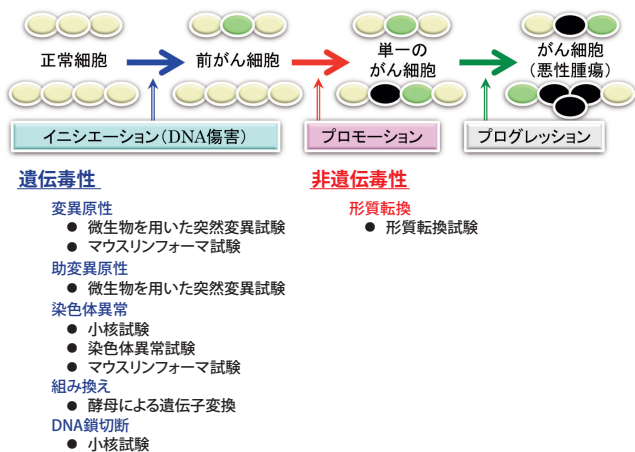 正常細胞
前がん細胞
単一の
がん細胞
がん細胞
(悪性腫瘍)
イニシエーション(DNA傷害)
プロモーション
プログレッション
遺伝毒性
変異原性
● 微生物を用いた突然変異試験
● マウスリンフォーマ試験
助変異原性
● 微生物を用いた突然変異試験
染色体異常
● 小核試験
● 染色体異常試験
● マウスリンフォーマ試験
組み換え
● 酵母による遺伝子変換
DNA鎖切断
● 小核試験
非遺伝毒性
形質転換
● 形質転換試験